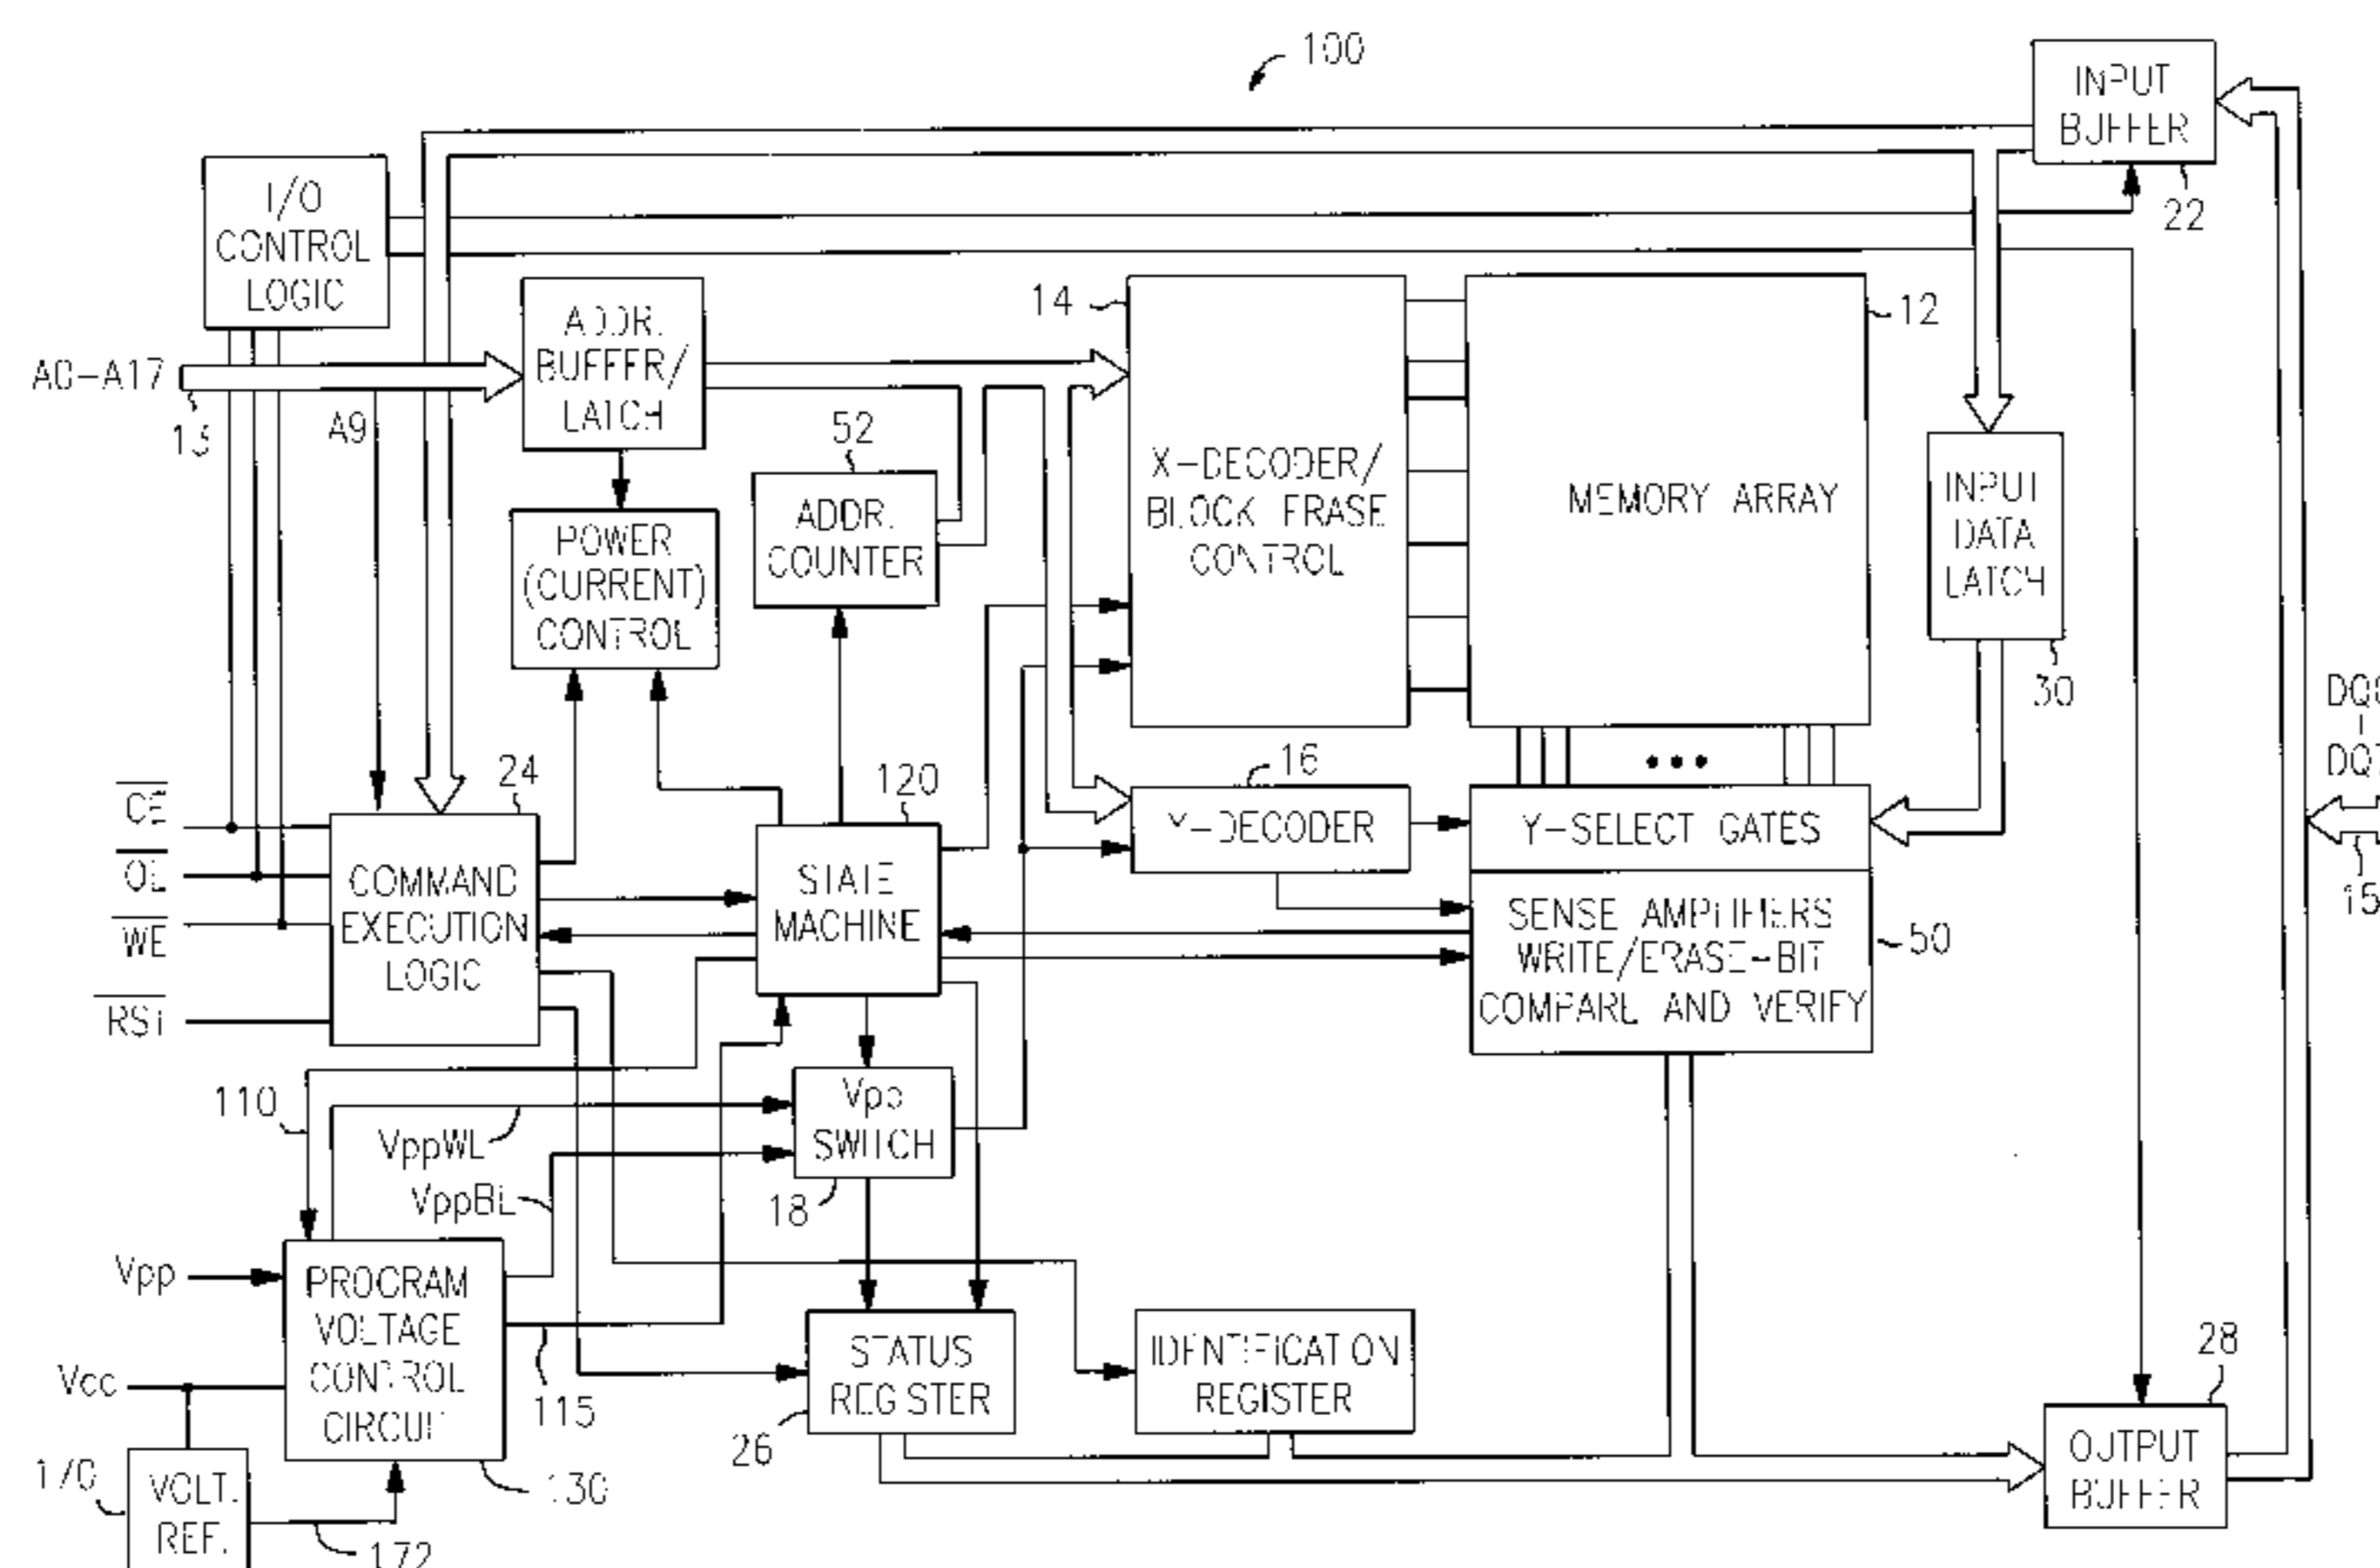 100
INPUT
BUFFER
22
I/O
CONTROL
LOGIC
ADDR.
BUFFER/
LATCH
A0-A17
13
A9
14
X-DECODER/
BLOCK ERASE
CONTROL
12
MEMORY ARRAY
52
ADDR.
COUNTER
POWER
(CURRENT)
CONTROL
INPUT
DATA
LATCH
30
15
CE
OE
WE
RST
24
COMMAND
EXECUTION
LOGIC
120
STATE
MACHINE
16
Y-DECODER
Y-SELECT GATES
SENSE AMPLIFIERS
WRITE/ERASE-BIT
COMPARE AND VERIFY
50
110
VppWL
VppBL
Vpp
SWITCH
18
Vpp
Vcc
PROGRAM
VOLTAGE
CONTROL
CIRCUIT
130
115
170
VOLT.
REF.
172
STATUS
REGISTER
26
IDENTIFICATION
REGISTER
28
OUTPUT
BUFFER